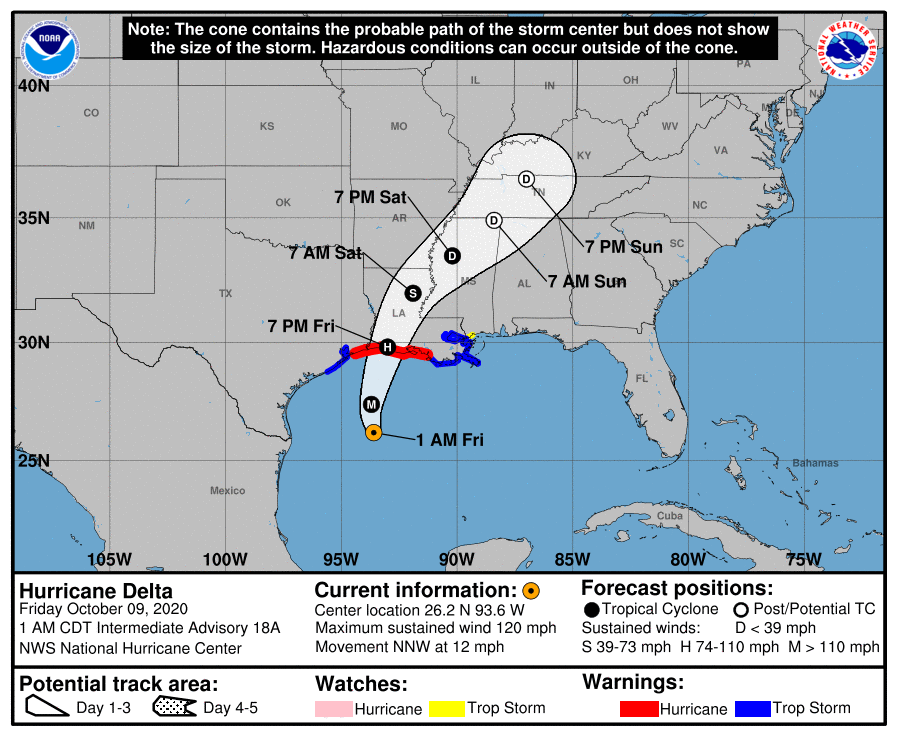 Note: The cone contains the probable path of the storm center but does not show
the size of the storm. Hazardous conditions can occur outside of the cone.
NOAA
NATIONAL WEATHER SERVICE
40N
35N
30N
25N
105W
100W
95W
90W
85W
80W
75W
CO
KS
MO
IL
IN
OH
PA
NJ
DE
WV
VA
KY
NM
OK
AR
TN
NC
SC
TX
LA
MS
AL
FL
Mexico
Cuba
Bahamas
7 PM Sun
D
7 AM Sun
D
7 PM Sat
D
7 AM Sat
S
7 PM Fri
H
M
1 AM Fri
Hurricane Delta
Friday October 09, 2020
1 AM CDT Intermediate Advisory 18A
NWS National Hurricane Center
Current information:
Center location 26.2 N 93.6 W
Maximum sustained wind 120 mph
Movement NNW at 12 mph
Forecast positions:
Tropical Cyclone Post/Potential TC
Sustained winds: D < 39 mph
S 39-73 mph H 74-110 mph M > 110 mph
Potential track area:
Day 1-3 Day 4-5
Watches:
Hurricane Trop Storm
Warnings:
Hurricane Trop Storm